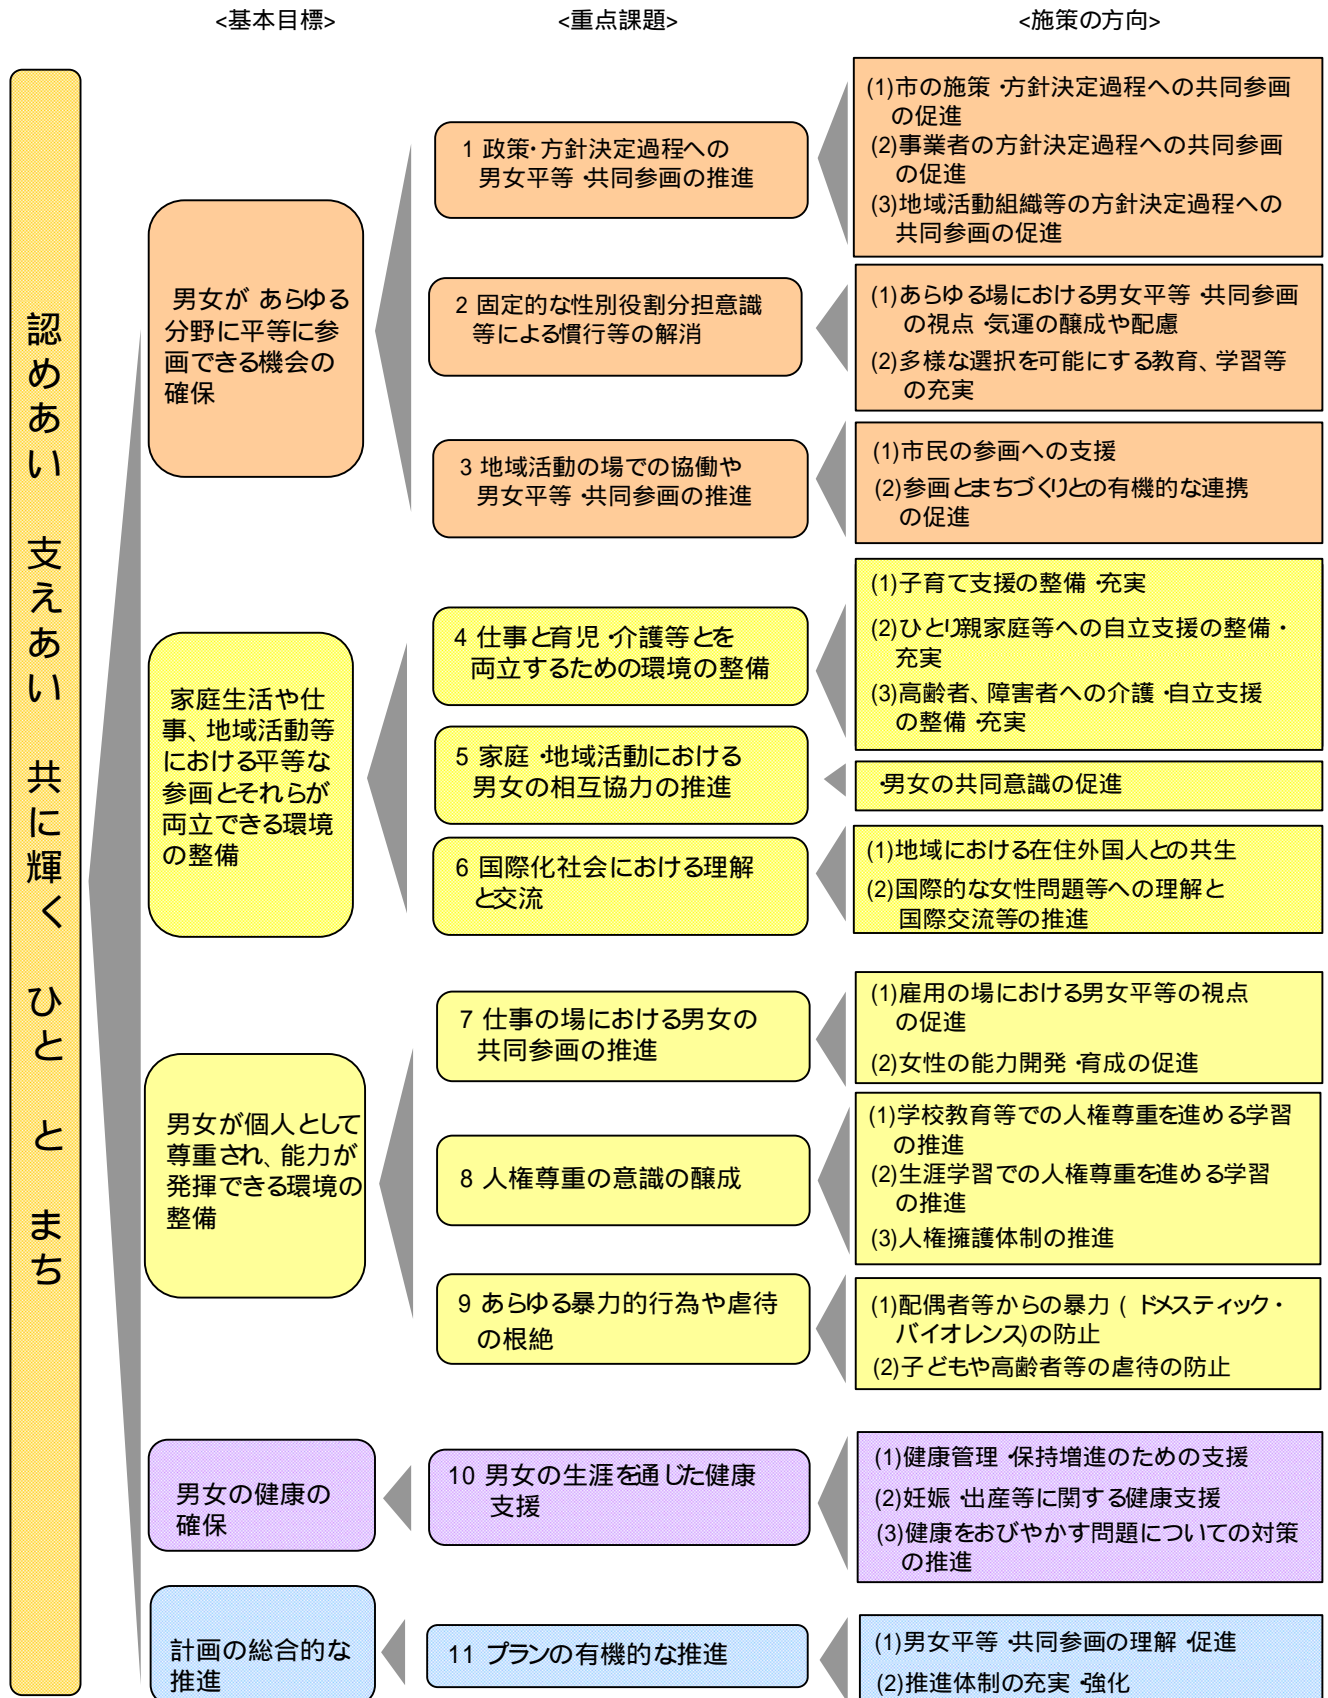 <基本目標>
<重点課題>
<施策の方向>
認めあい 支えあい 共に輝く ひと と まち
男女が あらゆる
分野に平等に参
画できる機会の
確保
1 政策・方針決定過程への
男女平等・共同参画の推進
(1)市の施策・方針決定過程への共同参画
の促進
(2)事業者の方針決定過程への共同参画
の促進
(3)地域活動組織等の方針決定過程への
共同参画の促進
2 固定的な性別役割分担意識
等による慣行等の解消
(1)あらゆる場における男女平等・共同参画
の視点・気運の醸成や配慮
(2)多様な選択を可能にする教育、学習等
の充実
3 地域活動の場での協働や
男女平等・共同参画の推進
(1)市民の参画への支援
(2)参画とまちづくりとの有機的な連携
の促進
家庭生活や仕
事、地域活動等
における平等な
参画とそれらが
両立できる環境
の整備
4 仕事と育児・介護等とを
両立するための環境の整備
(1)子育て支援の整備・充実
(2)ひとり親家庭等への自立支援の整備・
充実
(3)高齢者、障害者への介護・自立支援
の整備・充実
5 家庭・地域活動における
男女の相互協力の推進
・男女の共同意識の促進
6 国際化社会における理解
と交流
(1)地域における在住外国人との共生
(2)国際的な女性問題等への理解と
国際交流等の推進
男女が個人として
尊重され、能力が
発揮できる環境の
整備
7 仕事の場における男女の
共同参画の推進
(1)雇用の場における男女平等の視点
の促進
(2)女性の能力開発・育成の促進
8 人権尊重の意識の醸成
(1)学校教育等での人権尊重を進める学習
の推進
(2)生涯学習での人権尊重を進める学習
の推進
(3)人権擁護体制の推進
9 あらゆる暴力的行為や虐待
の根絶
(1)配偶者等からの暴力 ( ドメスティック・
バイオレンス)の防止
(2)子どもや高齢者等の虐待の防止
男女の健康の
確保
10 男女の生涯を通じた健康
支援
(1)健康管理・保持増進のための支援
(2)妊娠・出産等に関する健康支援
(3)健康をおびやかす問題についての対策
の推進
計画の総合的な
推進
11 プランの有機的な推進
(1)男女平等・共同参画の理解・促進
(2)推進体制の充実・強化